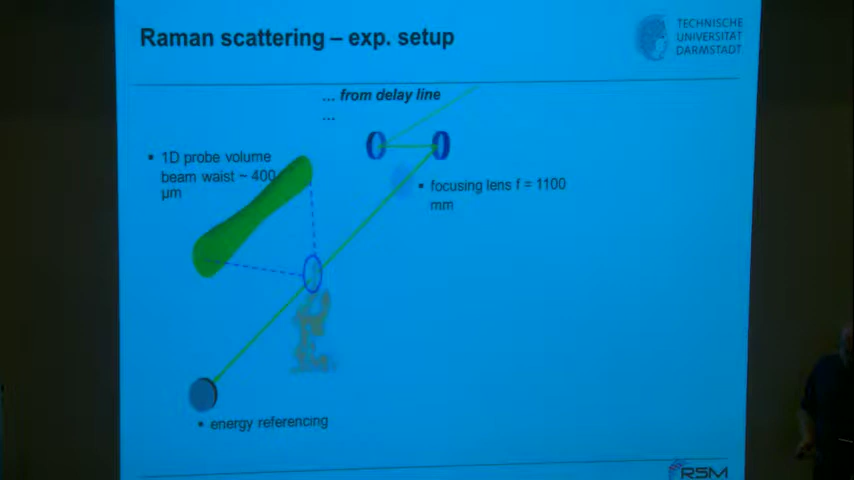 Raman scattering – exp. setup
TECHNISCHE
UNIVERSITÄT
DARMSTADT
... from delay line
...
▪ 1D probe volume
beam waist ~ 400
µm
▪ focusing lens f = 1100
mm
▪ energy referencing
RSM